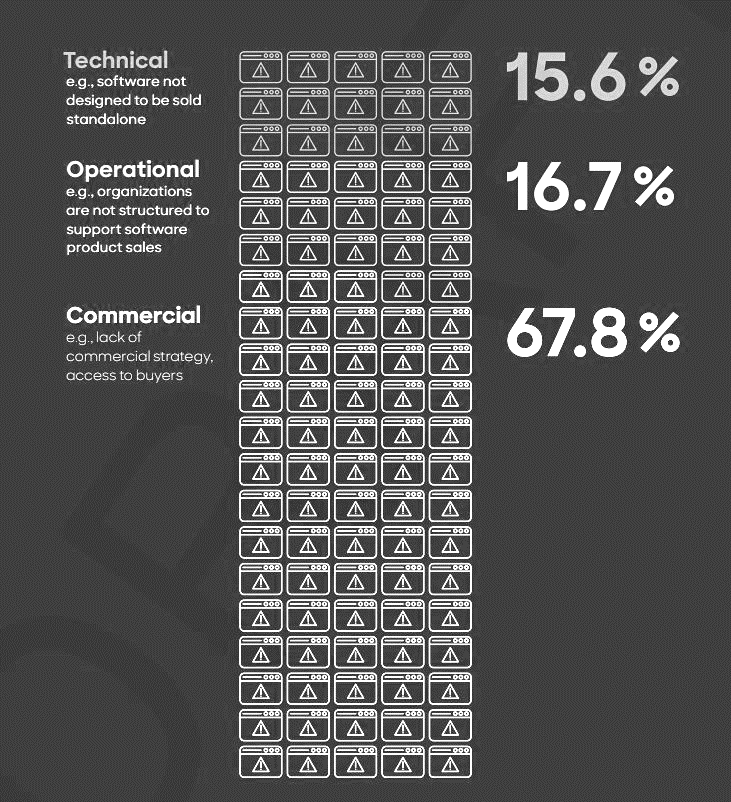 Technical
e.g., software not
designed to be sold
standalone
15.6%
Operational
e.g., organizations
are not structured to
support software
product sales
16.7%
Commercial
e.g., lack of
commercial strategy,
access to buyers
67.8%